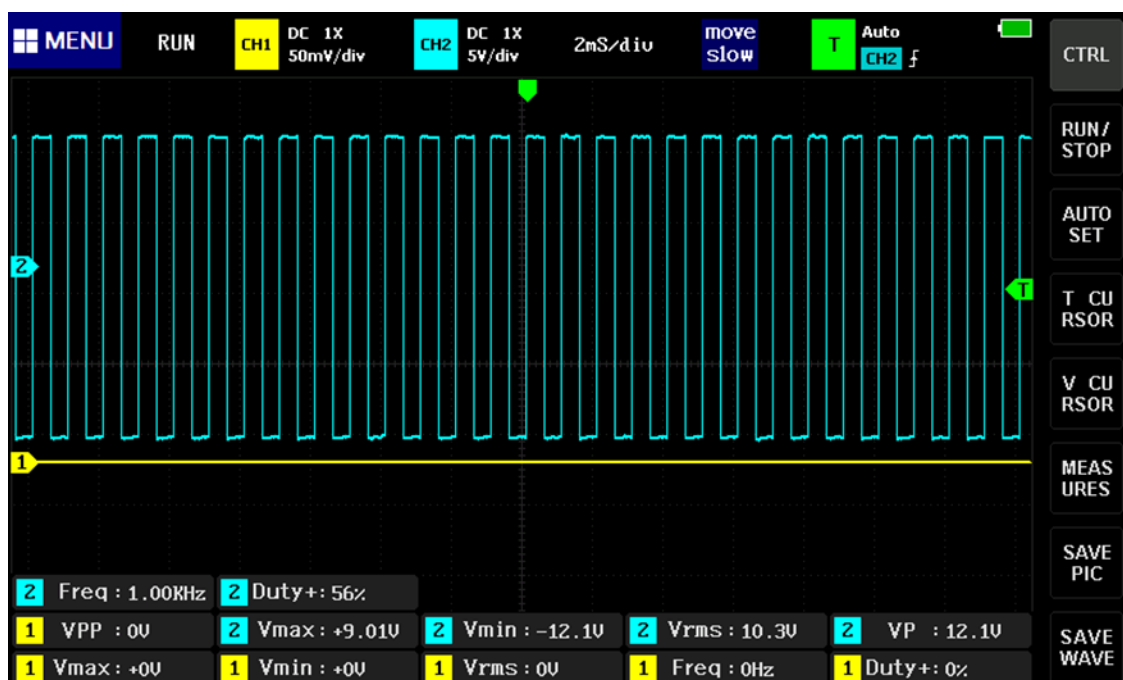 MENU RUN CH1 DC 1X CH2 DC 1X 2mS/div move T Auto
50mV/div 5V/div slow CH2
CTRL
RUN/
STOP
AUTO
SET
T CU
RSOR
V CU
RSOR
MEAS
URES
SAVE
PIC
SAVE
WAVE
2
T
1
2 Freq : 1.00KHz 2 Duty+: 56%
1 VPP : 0V 2 Vmax: +9.01V 2 Vmin: -12.1V 2 Vrms: 10.3V 2 VP : 12.1V
1 Vmax: +0V 1 Vmin: +0V 1 Vrms: 0V 1 Freq : 0Hz 1 Duty+: 0%